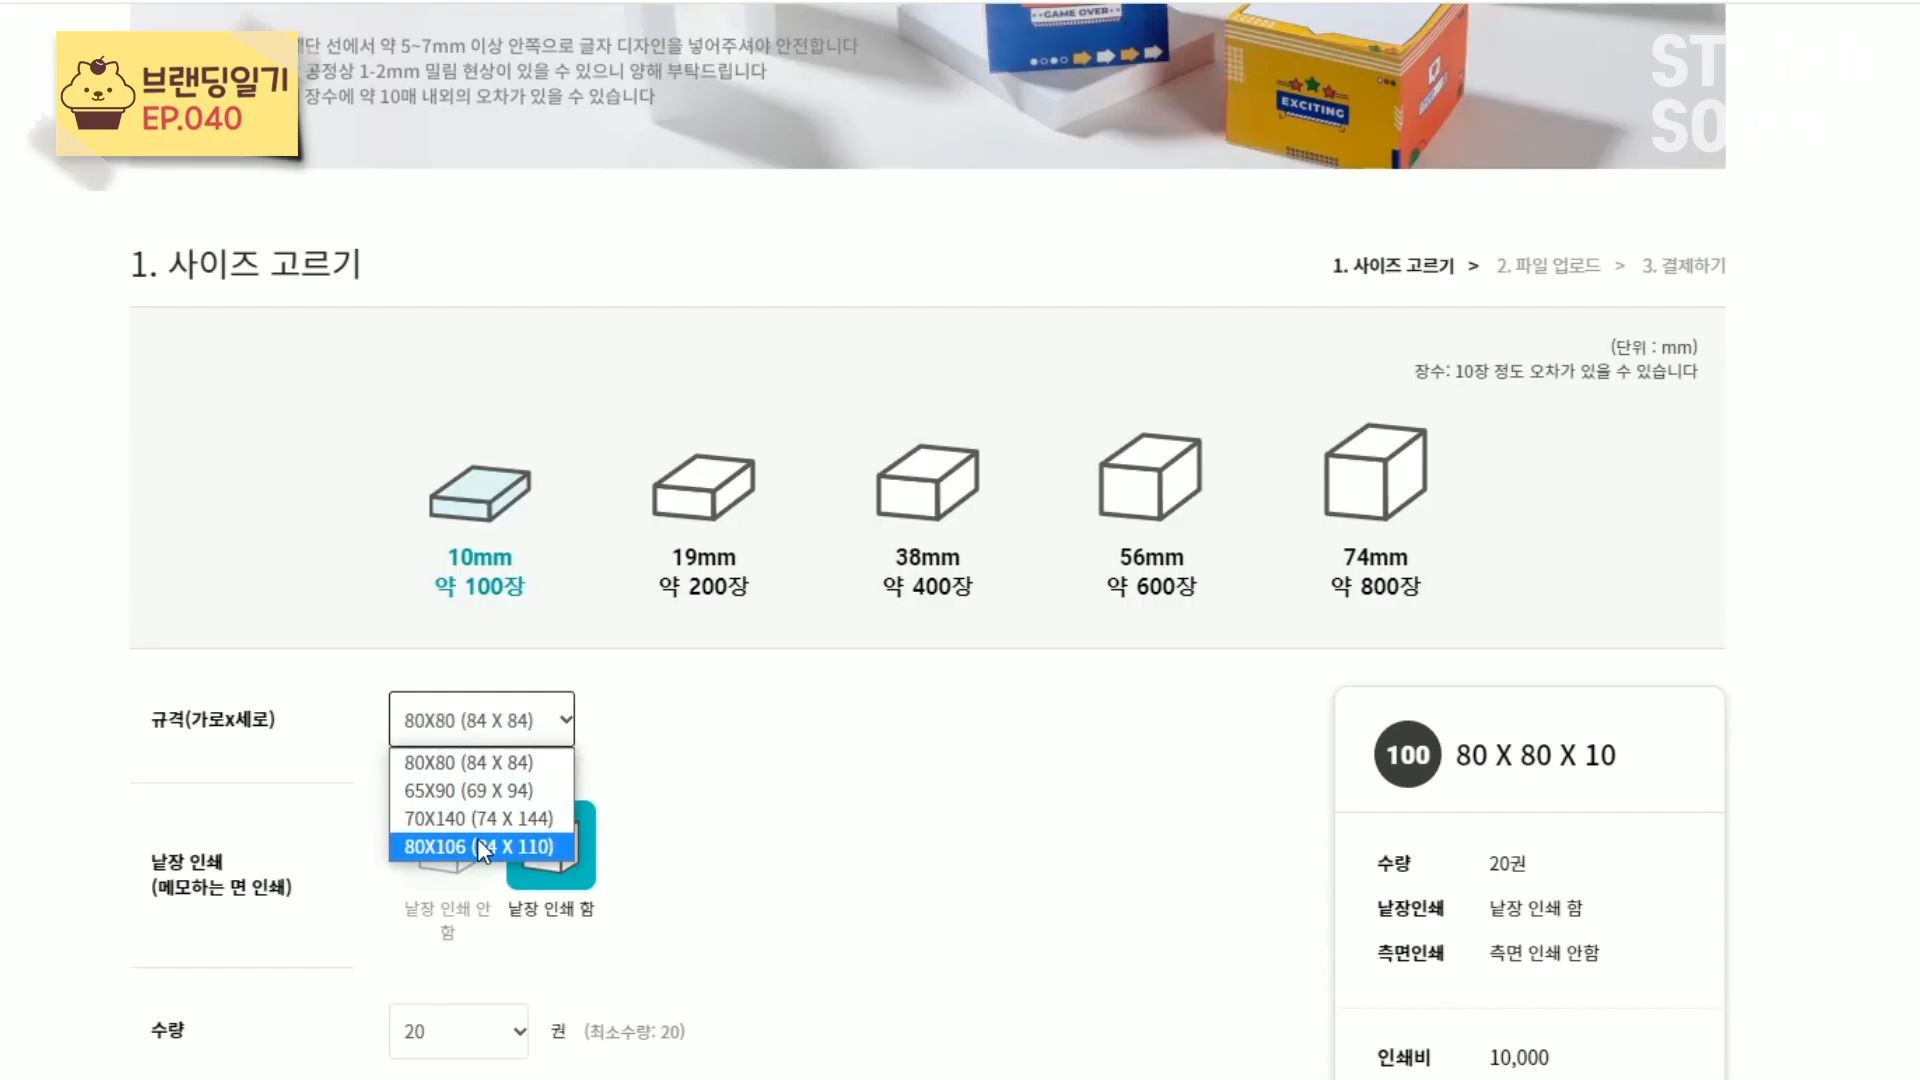 브랜딩일기
EP.040
단 선에서 약 5~7mm 이상 안쪽으로 글자 디자인을 넣어주셔야 안전합니다
공정상 1-2mm 밀림 현상이 있을 수 있으니 양해 부탁드립니다
장수에 약 10매 내외의 오차가 있을 수 있습니다
GAME OVER
EXCITING
ST
SO
1. 사이즈 고르기
1. 사이즈 고르기 > 2. 파일 업로드 > 3. 결제하기
(단위 : mm)
장수: 10장 정도 오차가 있을 수 있습니다
10mm
약 100장
19mm
약 200장
38mm
약 400장
56mm
약 600장
74mm
약 800장
규격(가로x세로)
80X80 (84 X 84)
80X80 (84 X 84)
65X90 (69 X 94)
70X140 (74 X 144)
80X106 (84 X 110)
낱장 인쇄
(메모하는 면 인쇄)
낱장 인쇄 안
함
낱장 인쇄 함
수량
20 권 (최소수량: 20)
100 80 X 80 X 10
수량 20권
낱장인쇄 낱장 인쇄 함
측면인쇄 측면 인쇄 안함
인쇄비 10,000